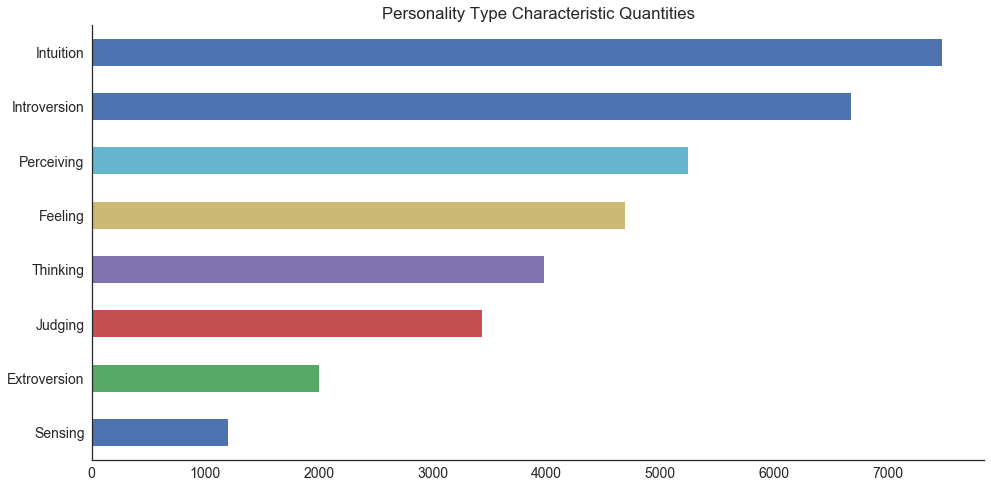 Personality Type Characteristic Quantities
Intuition
Introversion
Perceiving
Feeling
Thinking
Judging
Extroversion
Sensing
0 1000 2000 3000 4000 5000 6000 7000